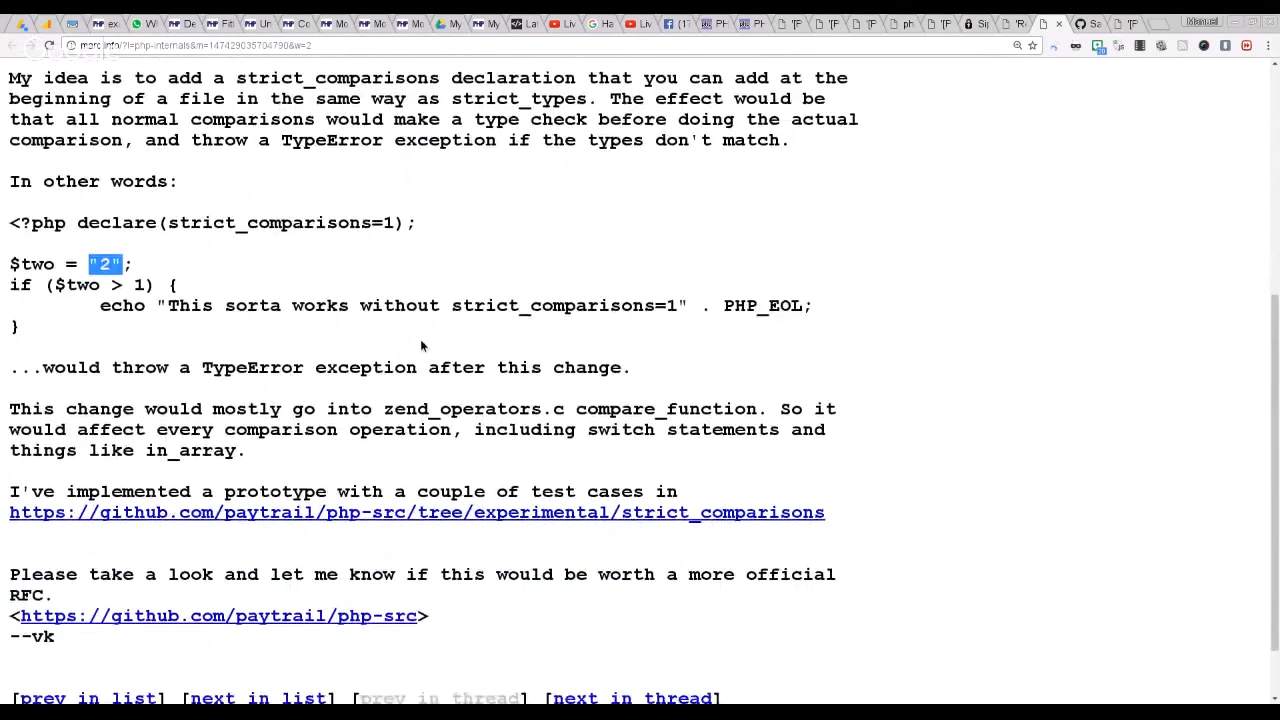 marc.info/?l=php-internals&m=147429035704790&w=2
My idea is to add a strict_comparisons declaration that you can add at the
beginning of a file in the same way as strict_types. The effect would be
that all normal comparisons would make a type check before doing the actual
comparison, and throw a TypeError exception if the types don't match.
In other words:
<?php declare(strict_comparisons=1);
$two = "2";
if ($two > 1) {
echo "This sorta works without strict_comparisons=1" . PHP_EOL;
}
...would throw a TypeError exception after this change.
This change would mostly go into zend_operators.c compare_function. So it
would affect every comparison operation, including switch statements and
things like in_array.
I've implemented a prototype with a couple of test cases in
https://github.com/paytrail/php-src/tree/experimental/strict_comparisons
Please take a look and let me know if this would be worth a more official
RFC.
<https://github.com/paytrail/php-src>
--vk
[prev in list] [next in list] [prev in thread] [next in thread]